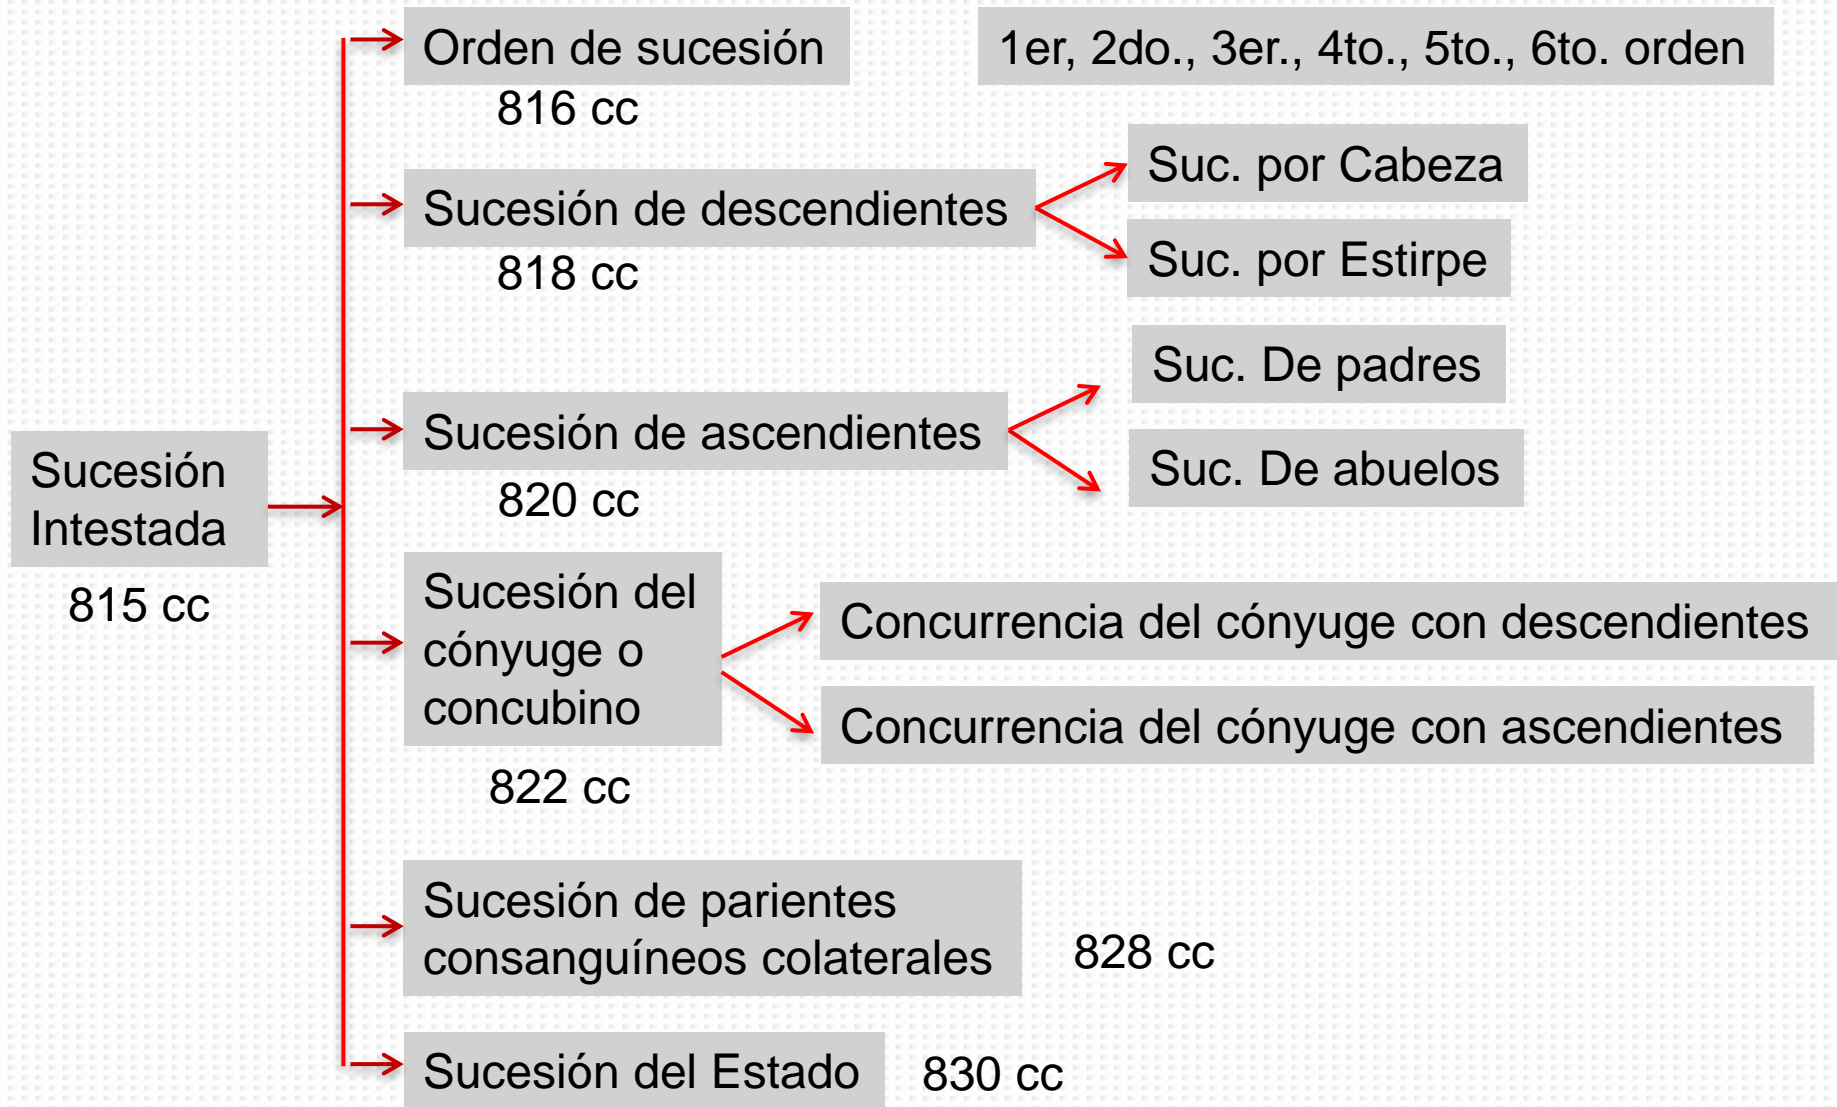 Orden de sucesión
1er, 2do., 3er., 4to., 5to., 6to. orden
816 cc
Suc. por Cabeza
Sucesión de descendientes
Suc. por Estirpe
818 cc
Suc. De padres
Sucesión de ascendientes
Suc. De abuelos
820 cc
Sucesión
Intestada
815 cc
Sucesión del
cónyuge o
concubino
Concurrencia del cónyuge con descendientes
Concurrencia del cónyuge con ascendientes
822 cc
Sucesión de parientes
consanguíneos colaterales
828 cc
Sucesión del Estado
830 cc